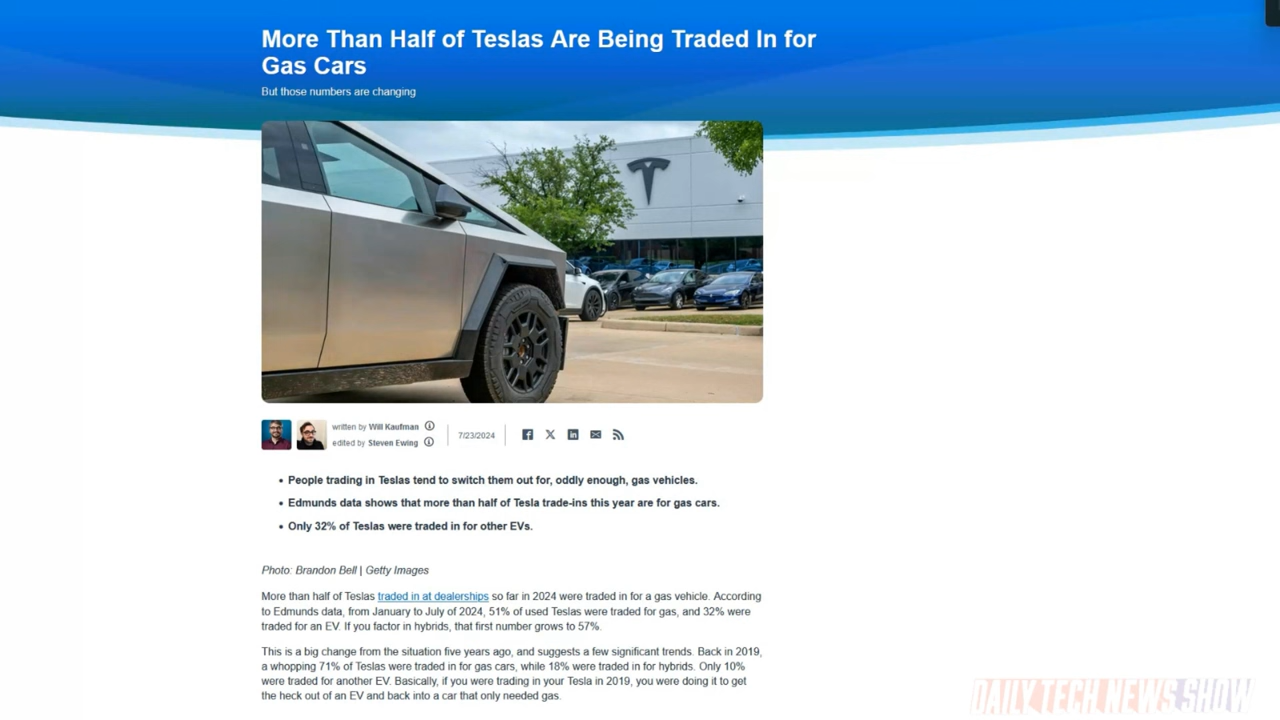 More Than Half of Teslas Are Being Traded In for
Gas Cars
But those numbers are changing
written by Will Kaufman
edited by Steven Ewing
7/23/2024
• People trading in Teslas tend to switch them out for, oddly enough, gas vehicles.
• Edmunds data shows that more than half of Tesla trade-ins this year are for gas cars.
• Only 32% of Teslas were traded in for other EVs.
Photo: Brandon Bell | Getty Images
More than half of Teslas traded in at dealerships so far in 2024 were traded in for a gas vehicle. According
to Edmunds data, from January to July of 2024, 51% of used Teslas were traded for gas, and 32% were
traded for an EV. If you factor in hybrids, that first number grows to 57%.
This is a big change from the situation five years ago, and suggests a few significant trends. Back in 2019,
a whopping 71% of Teslas were traded in for gas cars, while 18% were traded in for hybrids. Only 10%
were traded for another EV. Basically, if you were trading in your Tesla in 2019, you were doing it to get
the heck out of an EV and back into a car that only needed gas.
DAILY TECH NEWS SHOW